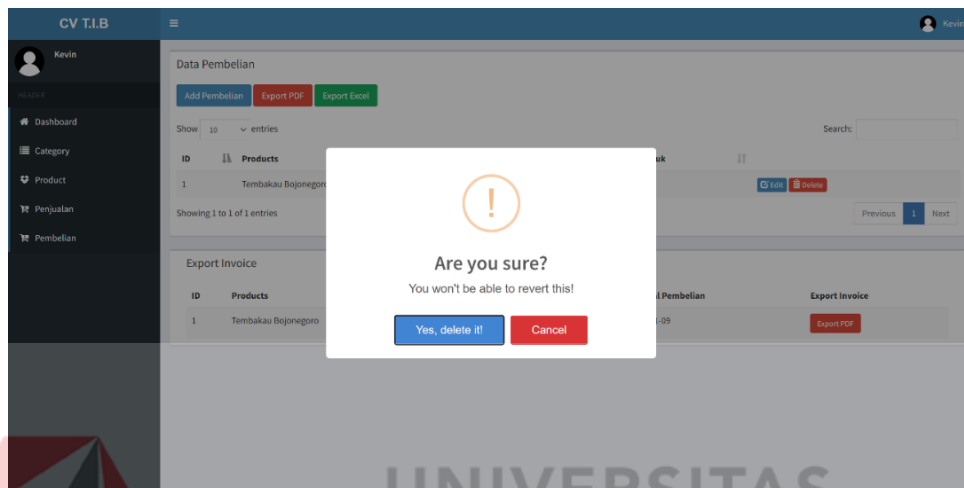 CV T.I.B
Kevin
Kevin
HEADER
Dashboard
Category
Product
Penjualan
Pembelian
Data Pembelian
Add Pembelian Export PDF Export Excel
Show 10 entries Search:
ID Products uk
1 Tembakau Bojonegoro Edit Delete
Showing 1 to 1 of 1 entries Previous 1 Next
Export Invoice
ID Products l Pembelian Export Invoice
1 Tembakau Bojonegoro -09 Export PDF
Are you sure?
You won't be able to revert this!
Yes, delete it! Cancel
UNIVERSITAS